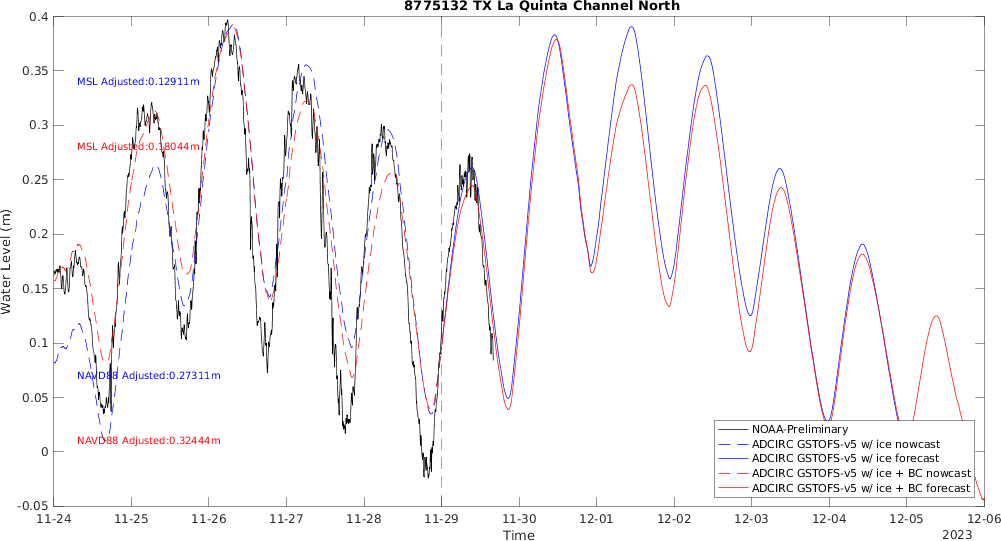 8775132 TX La Quinta Channel North
Water Level (m)
0.4
0.35
0.3
0.25
0.2
0.15
0.1
0.05
0
-0.05
MSL Adjusted:0.12911m
MSL Adjusted:0.18044m
NAVD88 Adjusted:0.27311m
NAVD88 Adjusted:0.32444m
NOAA-Preliminary
ADCIRC GSTOFS-v5 w/ ice nowcast
ADCIRC GSTOFS-v5 w/ ice forecast
ADCIRC GSTOFS-v5 w/ ice + BC nowcast
ADCIRC GSTOFS-v5 w/ ice + BC forecast
11-24 11-25 11-26 11-27 11-28 11-29 11-30 12-01 12-02 12-03 12-04 12-05 12-06
Time
2023